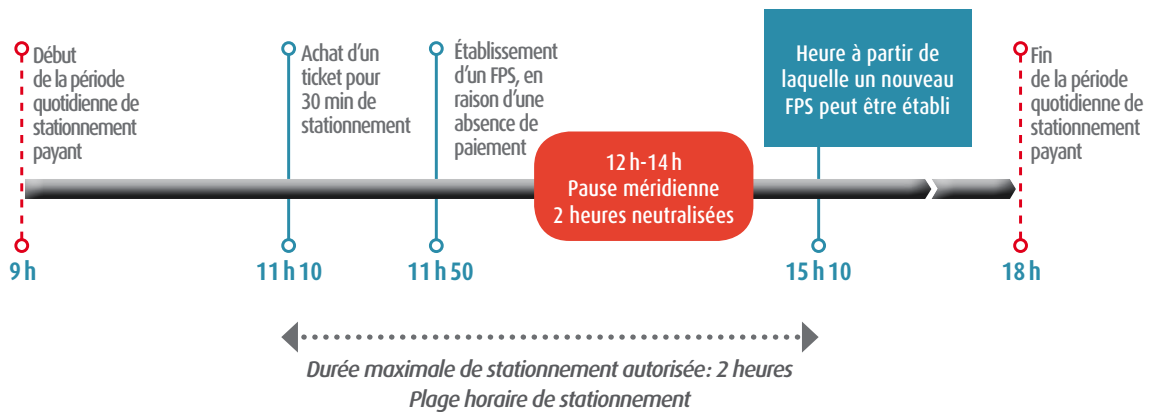 Début
de la période
quotidienne de
stationnement
payant
Achat d’un
ticket pour
30 min de
stationnement
Établissement
d’un FPS, en
raison d’une
absence de
paiement
12 h-14 h
Pause méridienne
2 heures neutralisées
Heure à partir de
laquelle un nouveau
FPS peut être établi
Fin
de la période
quotidienne de
stationnement
payant
9 h
11 h 10
11 h 50
15 h 10
18 h
Durée maximale de stationnement autorisée : 2 heures
Plage horaire de stationnement